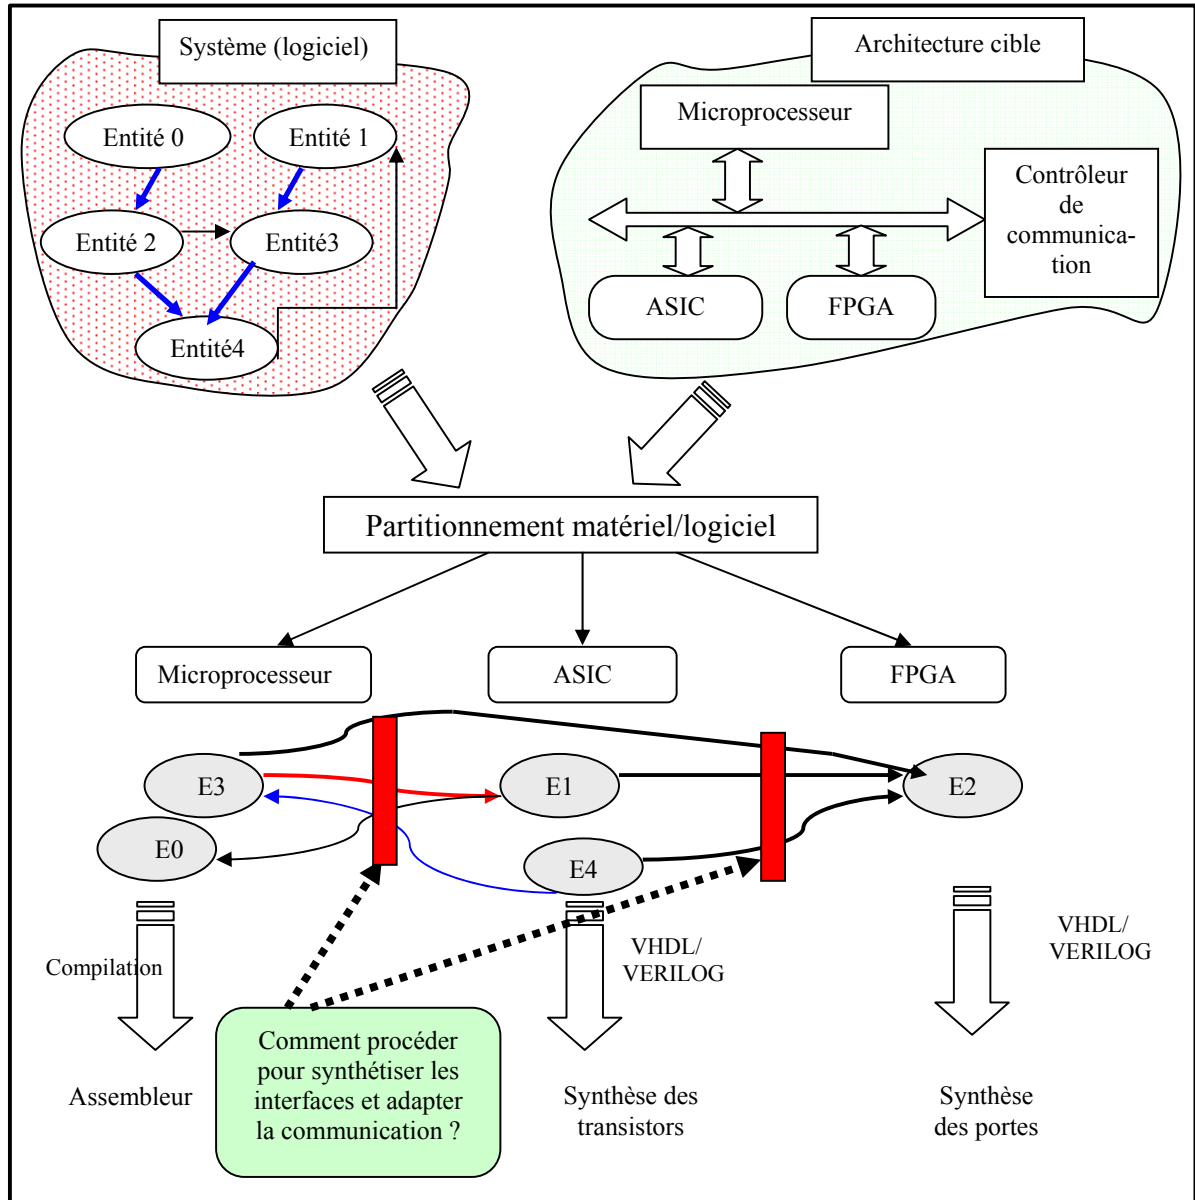 Système (logiciel)
Architecture cible
Microprocesseur
Entité 0
Entité 1
Contrôleur
de
communica-
tion
Entité 2
Entité3
ASIC
FPGA
Entité4
Partitionnement matériel/logiciel
Microprocesseur
ASIC
FPGA
E3
E1
E2
E0
E4
Compilation
VHDL/
VERILOG
VHDL/
VERILOG
Comment procéder
pour synthétiser les
interfaces et adapter
la communication ?
Assembleur
Synthèse des
transistors
Synthèse
des portes